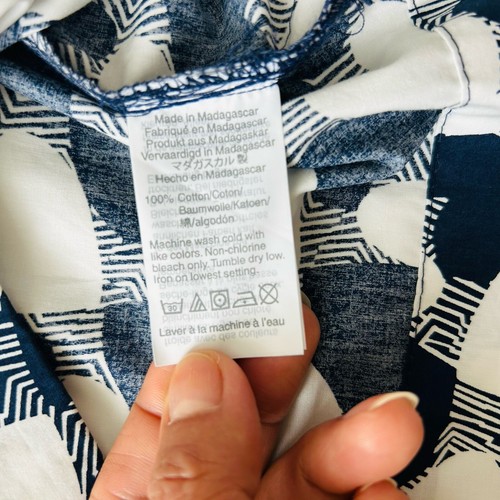 Made in Madagascar
Fabriqué en Madagascar
Produkt aus Madagaskar
Vervaardigd in Madagascar
マダガスカル製
Hecho en Madagascar
100% Cotton/Coton/
Baumwolle/Katoen/
綿/algodón
Machine wash cold with
like colors. Non-chlorine
bleach only. Tumble dry low.
Iron on lowest setting.
30
Laver à la machine à l'eau